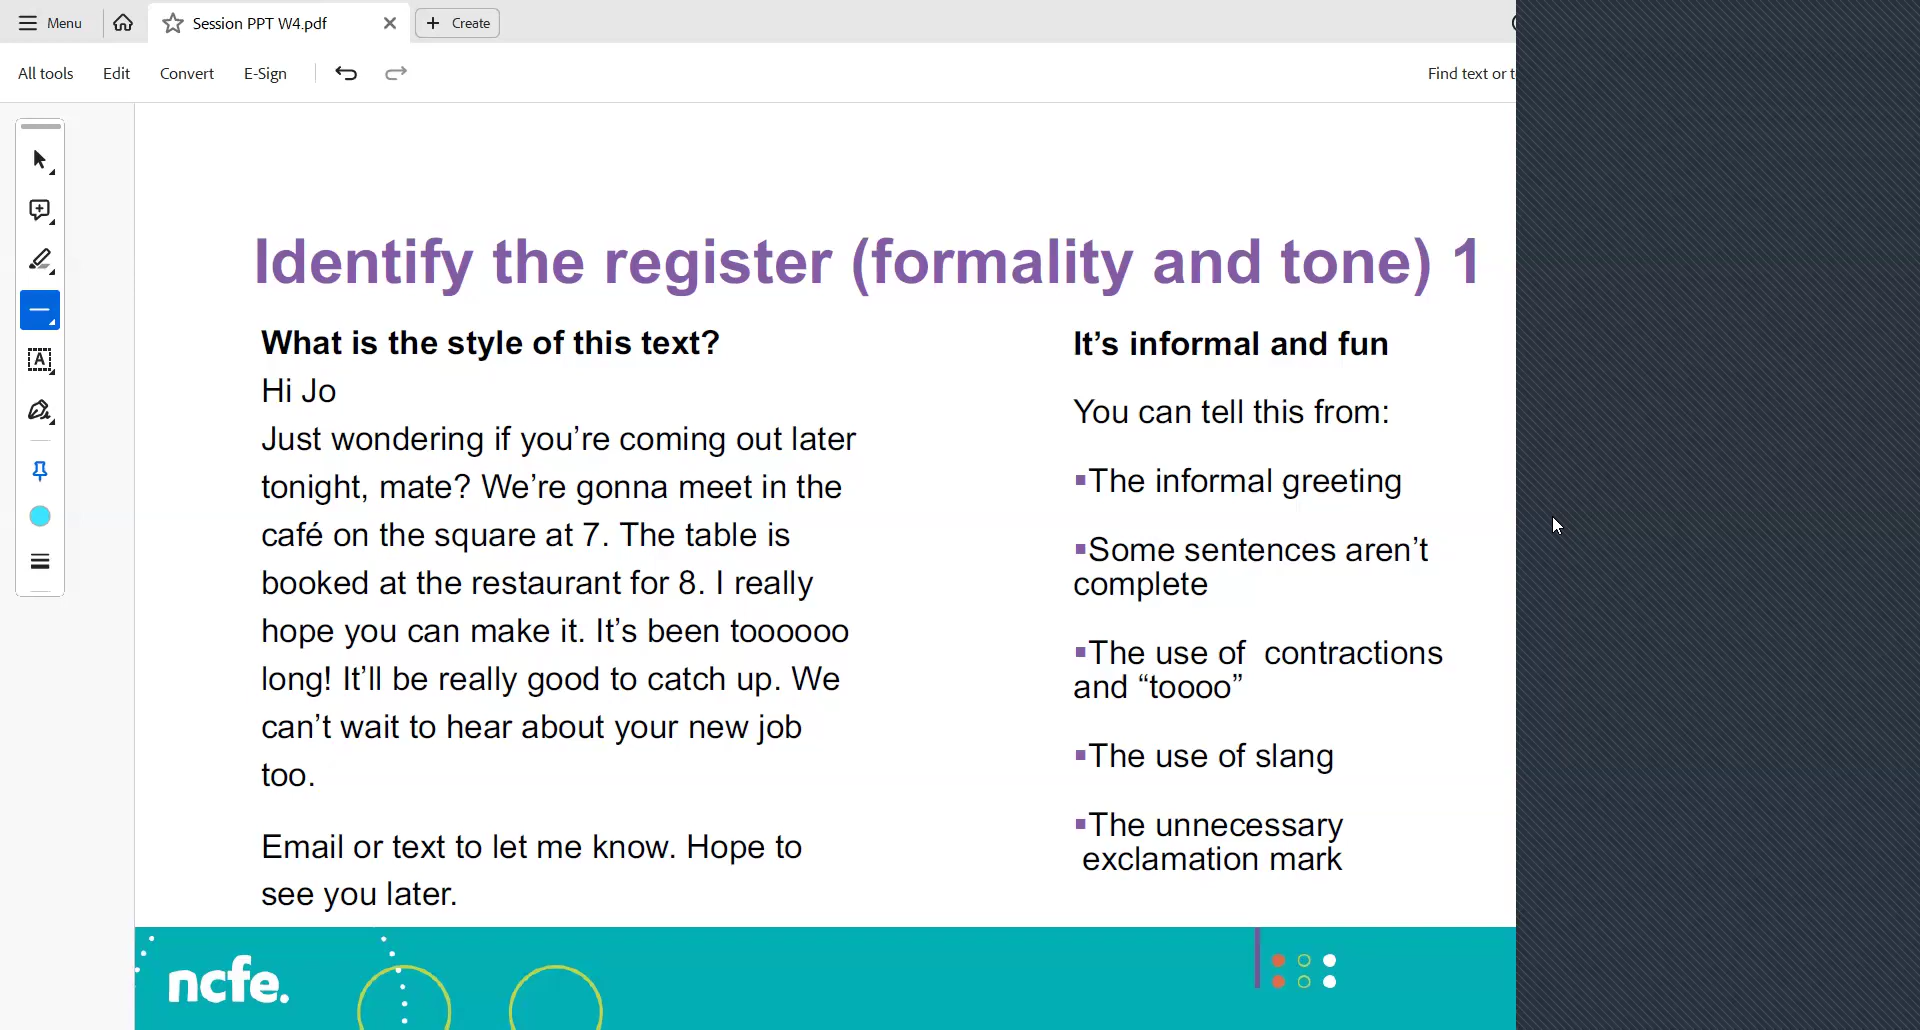 Menu
Session PPT W4.pdf
Create
All tools
Edit
Convert
E-Sign
Find text or t
Identify the register (formality and tone) 1
What is the style of this text?
Hi Jo
Just wondering if you’re coming out later
tonight, mate? We’re gonna meet in the
café on the square at 7. The table is
booked at the restaurant for 8. I really
hope you can make it. It’s been toooooo
long! It’ll be really good to catch up. We
can’t wait to hear about your new job
too.
Email or text to let me know. Hope to
see you later.
It’s informal and fun
You can tell this from:
▪The informal greeting
▪Some sentences aren’t
complete
▪The use of  contractions
and “toooo”
▪The use of slang
▪The unnecessary
exclamation mark
ncfe.